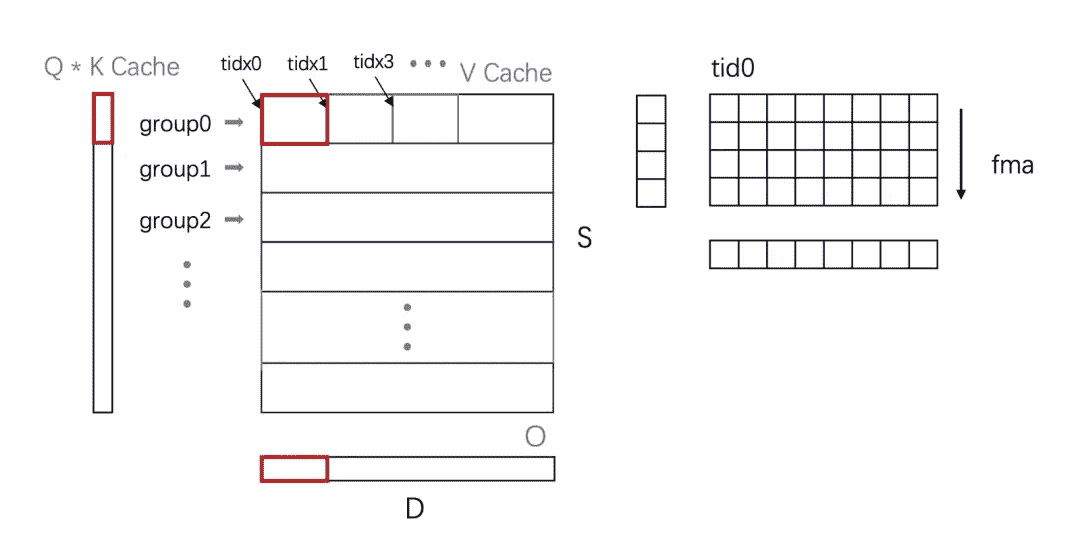 Q * K Cache
tidx0
tidx1
tidx3
V Cache
tid0
group0
group1
group2
fma
S
O
D